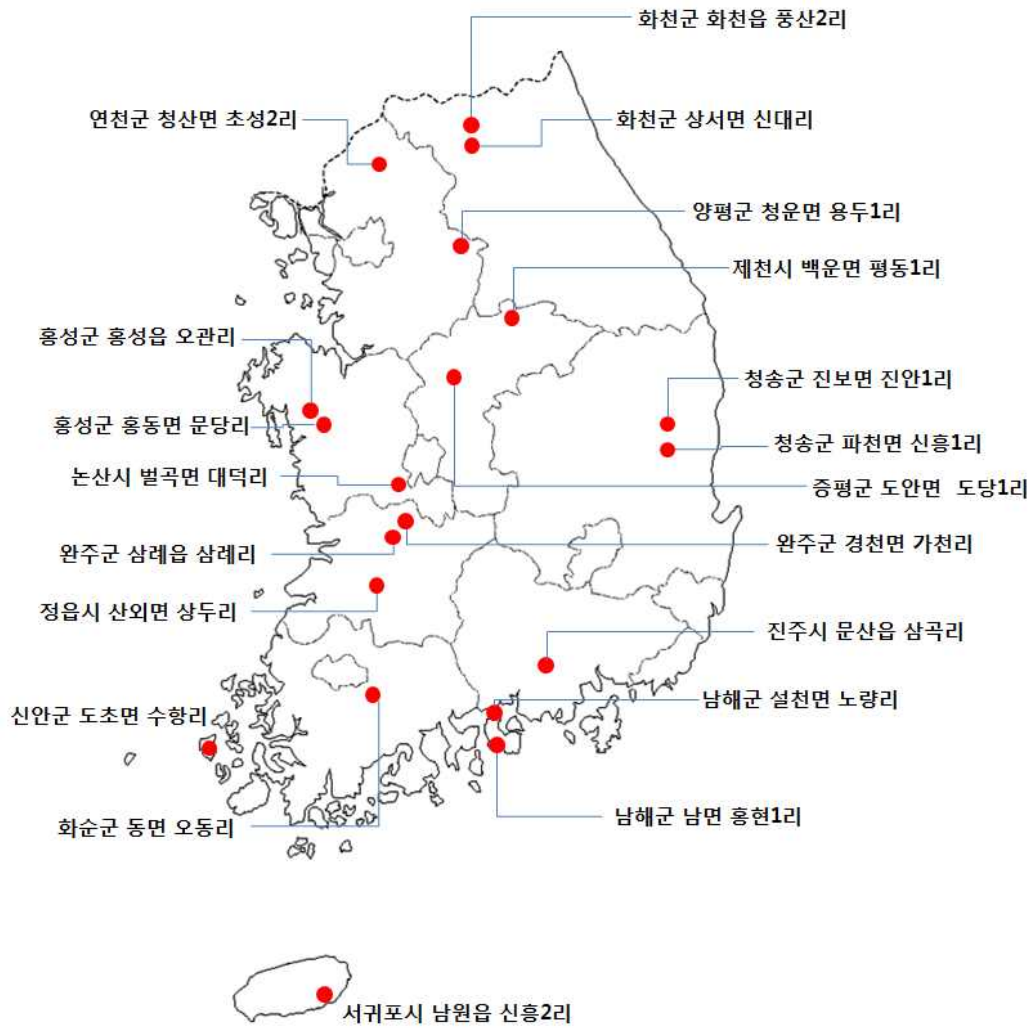 화천군 화천읍 풍산2리
연천군 청산면 초성2리
화천군 상서면 신대리
양평군 청운면 용두1리
제천시 백운면 평동1리
홍성군 홍성읍 오관리
청송군 진보면 진안1리
홍성군 홍동면 문당리
청송군 파천면 신흥1리
논산시 벌곡면 대덕리
증평군 도안면 도당1리
완주군 삼례읍 삼례리
완주군 경천면 가천리
정읍시 산외면 상두리
진주시 문산읍 삼곡리
남해군 설천면 노량리
신안군 도초면 수항리
남해군 남면 홍현1리
화순군 동면 오동리
서귀포시 남원읍 신흥2리